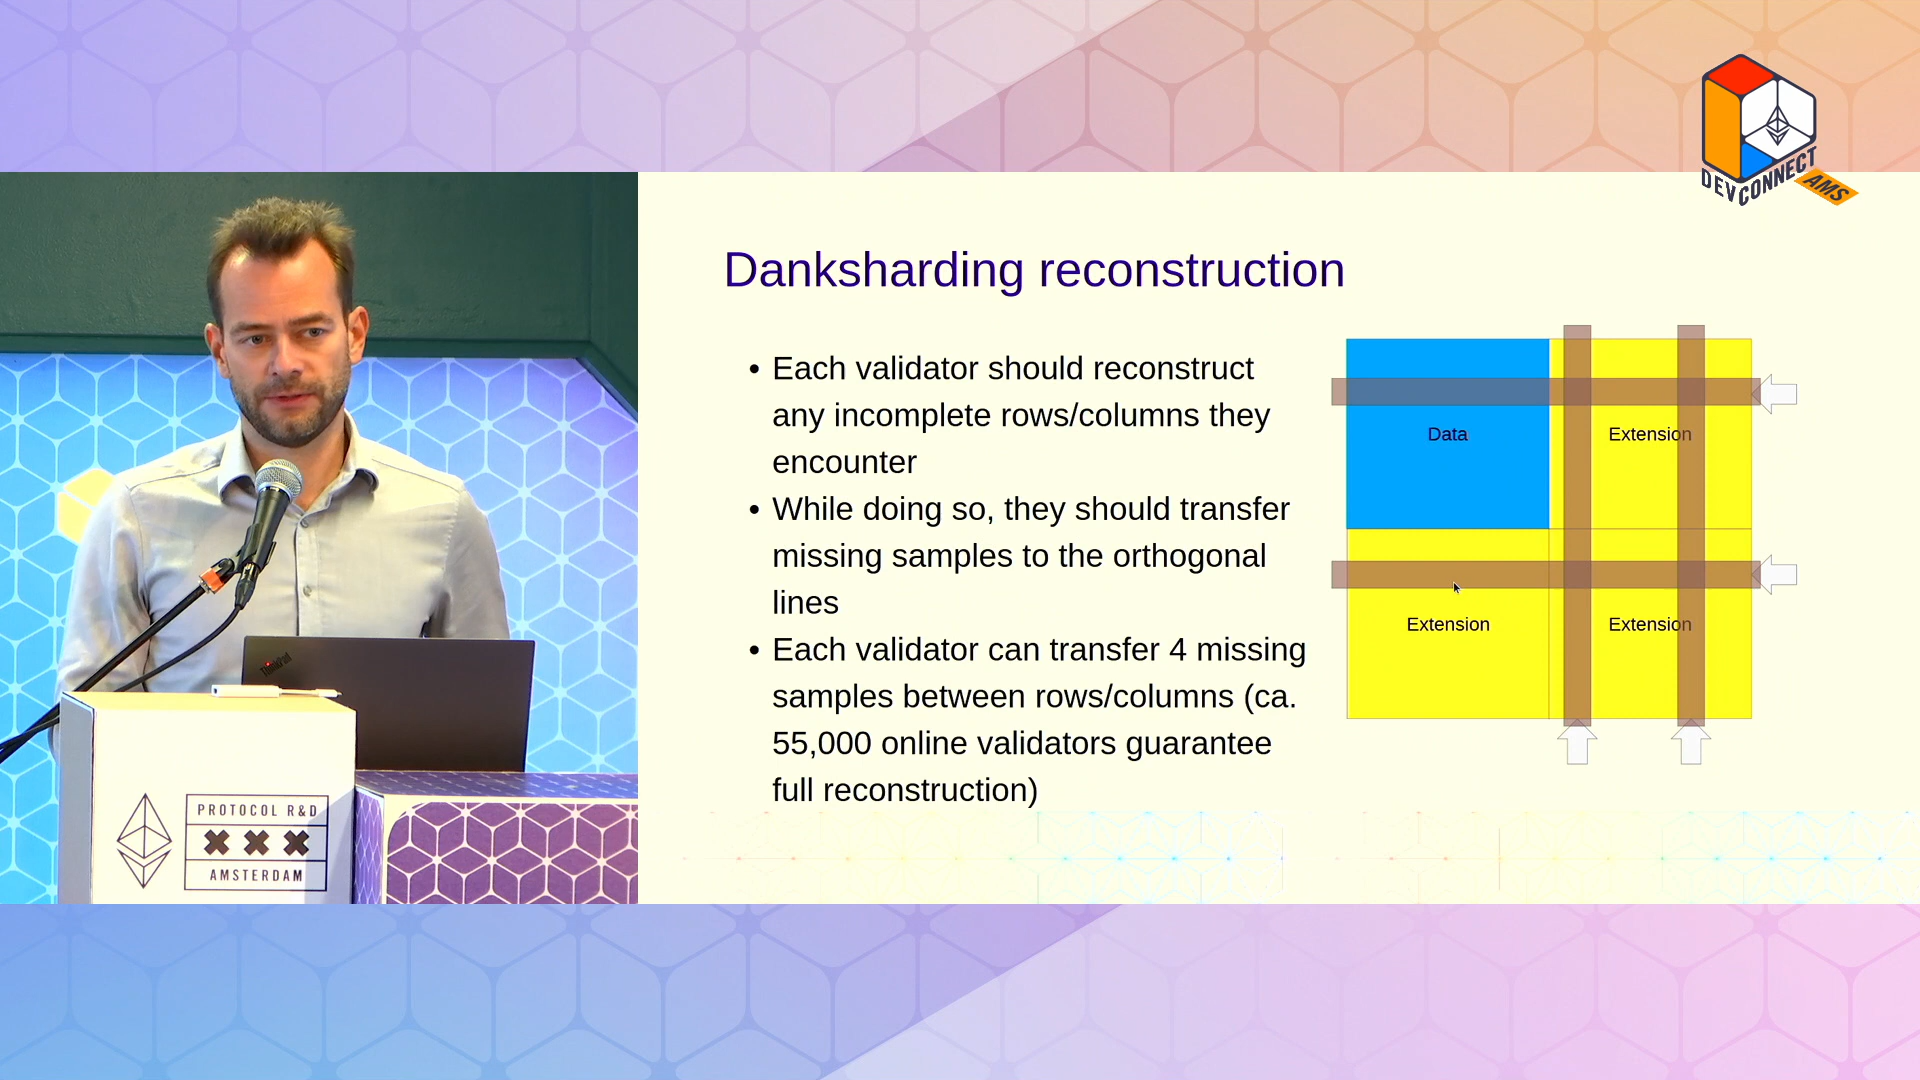 DEVCONNECT
AMS
Danksharding reconstruction
• Each validator should reconstruct
any incomplete rows/columns they
encounter
• While doing so, they should transfer
missing samples to the orthogonal
lines
• Each validator can transfer 4 missing
samples between rows/columns (ca.
55,000 online validators guarantee
full reconstruction)
Data
Extension
Extension
Extension
ThinkPad
PROTOCOL R&D
AMSTERDAM